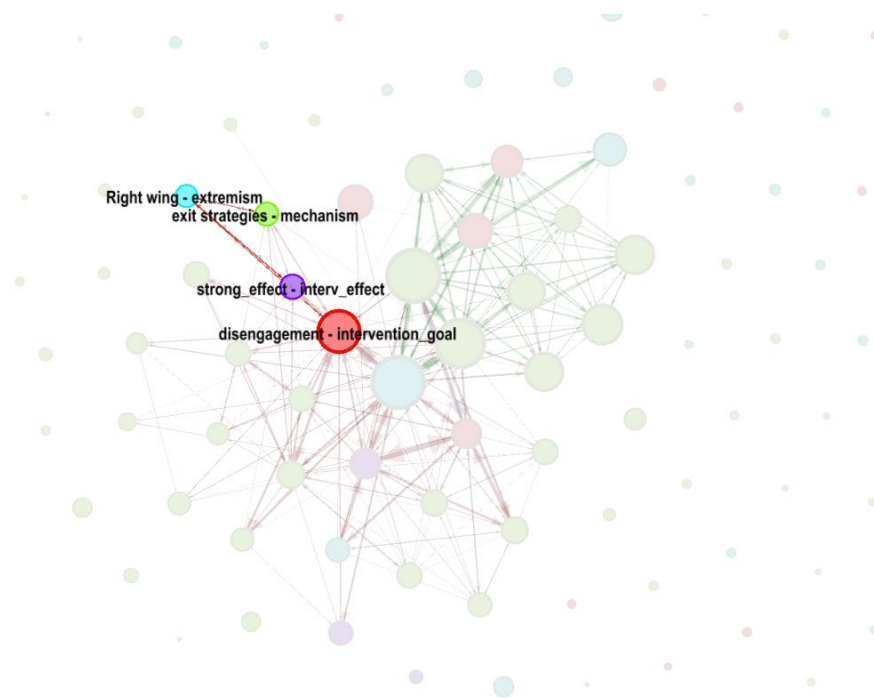 Right wing - extremism
exit strategies - mechanism
strong_effect - interv_effect
disengagement - intervention_goal